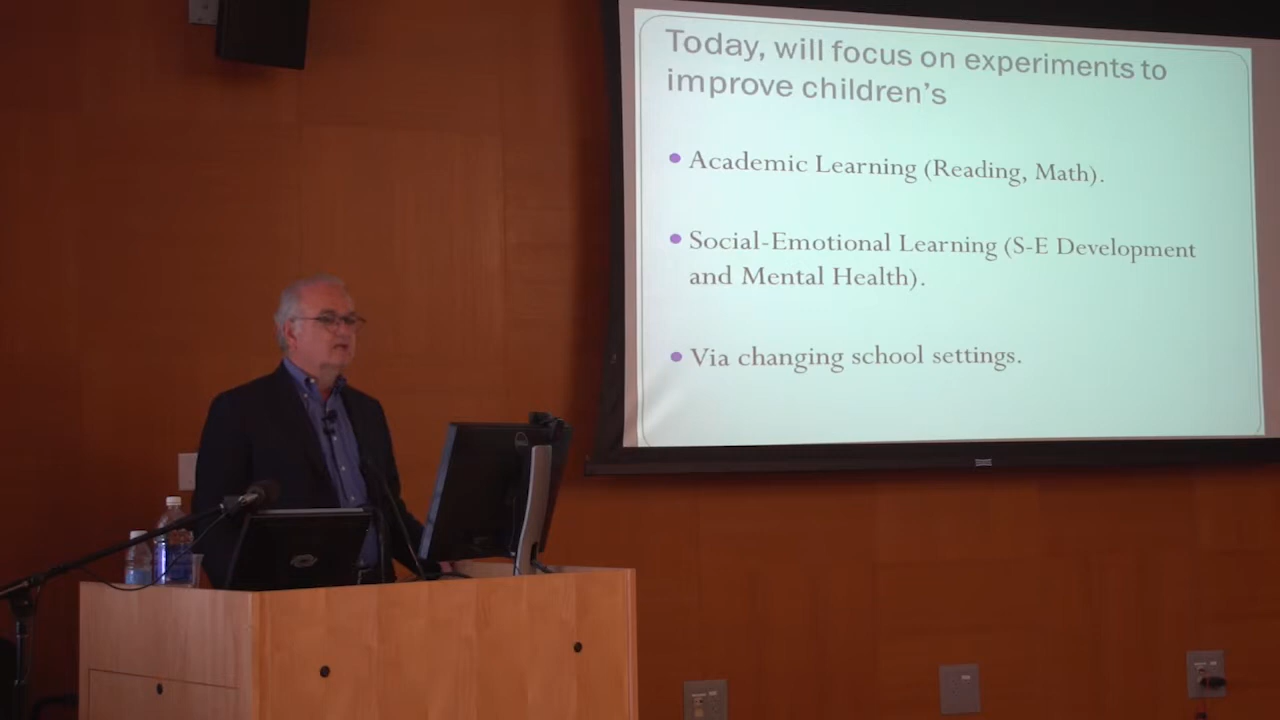 Today, will focus on experiments to
improve children's
• Academic Learning (Reading, Math).
• Social-Emotional Learning (S-E Development
and Mental Health).
• Via changing school settings.